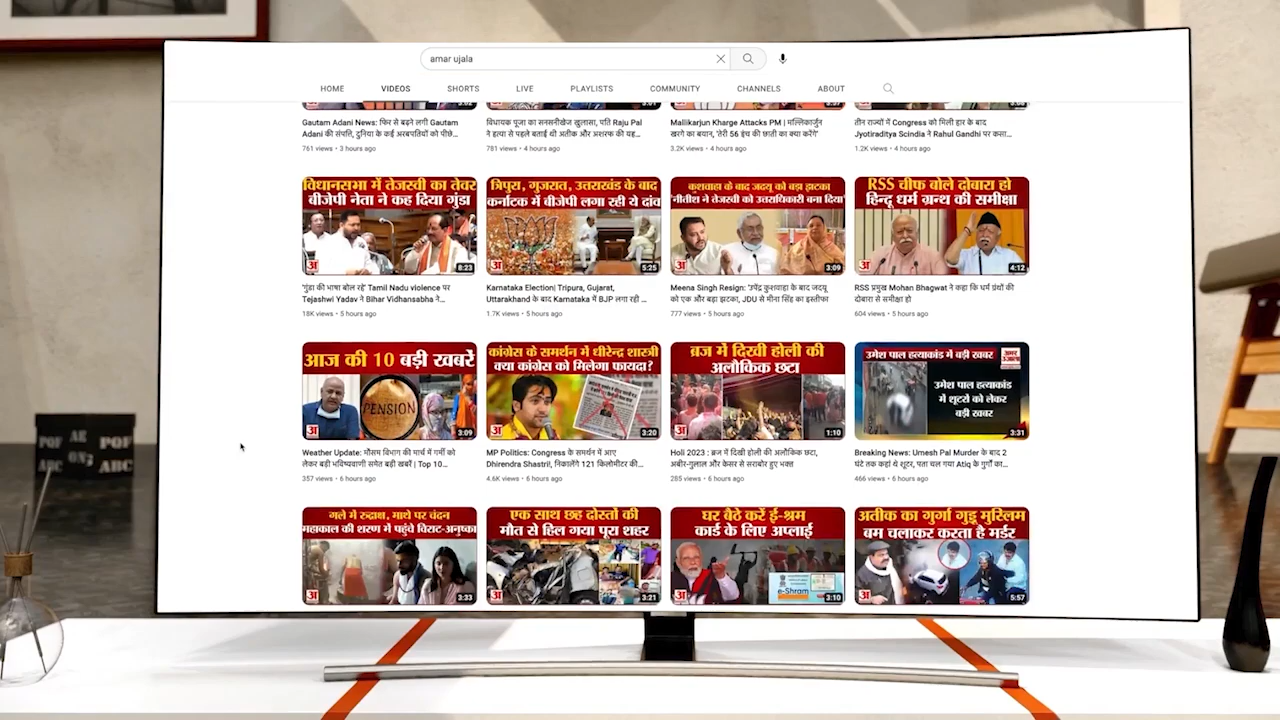 amar ujala
HOME VIDEOS SHORTS LIVE PLAYLISTS COMMUNITY CHANNELS ABOUT
Gautam Adani News: फिर से बढ़ने लगी Gautam
Adani की संपत्ति, दुनिया के कई अरबपतियों को पीछे...
761 views • 3 hours ago
विधायक पूजा का सनसनीखेज खुलासा, पति Raju Pal
ने हत्या से पहले बताई थी अतीक और अशरफ की यह...
781 views • 4 hours ago
Mallikarjun Kharge Attacks PM | मल्लिकार्जुन
खरगे का बयान, 'तेरी 56 इंच की छाती का क्या करेंगे'
3.2K views • 4 hours ago
तीन राज्यों में Congress को मिली हार के बाद
Jyotiraditya Scindia ने Rahul Gandhi पर कसा...
1.2K views • 4 hours ago
विधानसभा में तेजस्वी का तेवर
बीजेपी नेता ने कह दिया गुंडा
अ
8:23
'गुंडा की भाषा बोल रहे' Tamil Nadu violence पर
Tejashwi Yadav ने Bihar Vidhansabha ने...
18K views • 5 hours ago
त्रिपुरा, गुजरात, उत्तराखंड के बाद
कर्नाटक में बीजेपी लगा रही ये दांव
अ
5:25
Karnataka Election| Tripura, Gujarat,
Uttarakhand के बाद Karnataka में BJP लगा रही ...
1.7K views • 5 hours ago
कुशवाहा के बाद जदयू को बड़ा झटका
'नीतीश ने तेजस्वी को उत्तराधिकारी बना दिया'
अ
3:09
Meena Singh Resign: 'उपेंद्र कुशवाहा के बाद जदयू
को एक और बड़ा झटका, JDU से मीना सिंह का इस्तीफा
777 views • 5 hours ago
RSS चीफ बोले दोबारा हो
हिन्दू धर्म ग्रंथ की समीक्षा
अ
4:12
RSS प्रमुख Mohan Bhagwat ने कहा कि धर्म ग्रंथों की
दोबारा से समीक्षा हो
604 views • 5 hours ago
आज की 10 बड़ी खबरें
PENSION
अ
3:09
Weather Update: मौसम विभाग की मार्च में गर्मी को
लेकर बड़ी भविष्यवाणी समेत बड़ी खबरें | Top 10...
357 views • 6 hours ago
कांग्रेस के समर्थन में धीरेन्द्र शास्त्री
क्या कांग्रेस को मिलेगा फायदा?
अ
3:20
MP Politics: Congress के समर्थन में आए
Dhirendra Shastri, निकालेंगे 121 किलोमीटर की...
4.6K views • 6 hours ago
ब्रज में दिखी होली की
अलौकिक छटा
अ
1:10
Holi 2023 : ब्रज में दिखी होली की अलौकिक छटा,
अबीर-गुलाल और केसर से सराबोर हुए भक्त
285 views • 6 hours ago
उमेश पाल हत्याकांड में बड़ी खबर
अमर उजाला
उमेश पाल हत्याकांड
में शूटरों को लेकर
बड़ी खबर
3:31
Breaking News: Umesh Pal Murder के बाद 2
घंटे तक कहां थे शूटर, पता चल गया Atiq के गुर्गों का...
466 views • 6 hours ago
गले में रुद्राक्ष, माथे पर चंदन
महाकाल की शरण में पहुंचे विराट-अनुष्का
अ
3:33
एक साथ छह दोस्तों की
मौत से हिल गया पूरा शहर
अ
3:21
घर बैठे करें ई-श्रम
कार्ड के लिए अप्लाई
e-Shram
अ
3:10
अतीक का गुर्गा गुड्डू मुस्लिम
बम चलाकर करता है मर्डर
अ
5:57